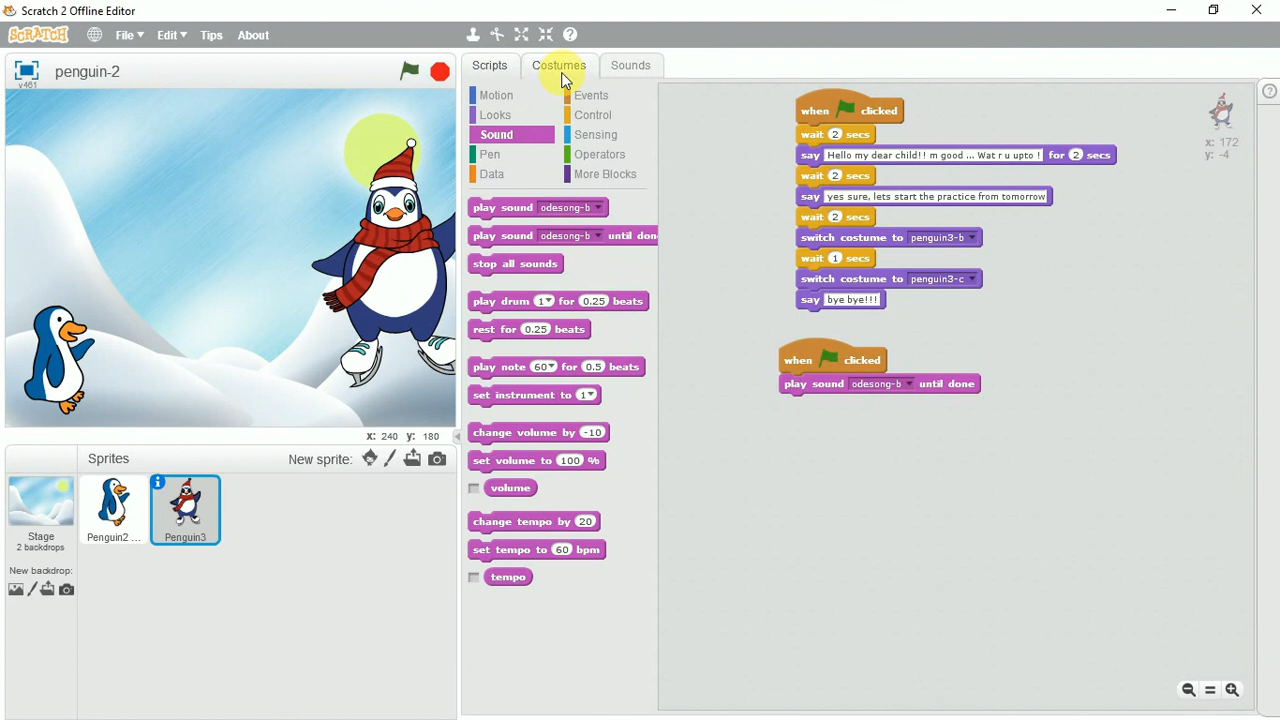 Scratch 2 Offline Editor
SCRATCH File Edit Tips About
penguin-2
v461
x: 240 y: 180
Sprites New sprite:
Stage
2 backdrops
New backdrop:
Penguin2 ...
Penguin3
Scripts Costumes Sounds
Motion Events
Looks Control
Sound Sensing
Pen Operators
Data More Blocks
play sound odesong-b
play sound odesong-b until done
stop all sounds
play drum 1 for 0.25 beats
rest for 0.25 beats
play note 60 for 0.5 beats
set instrument to 1
change volume by -10
set volume to 100 %
volume
change tempo by 20
set tempo to 60 bpm
tempo
when clicked
wait 2 secs
say Hello my dear child!! m good ... Wat r u upto ! for 2 secs
wait 2 secs
say yes sure, lets start the practice from tomorrow
wait 2 secs
switch costume to penguin3-b
wait 1 secs
switch costume to penguin3-c
say bye bye!!!
when clicked
play sound odesong-b until done
x: 172
y: -4